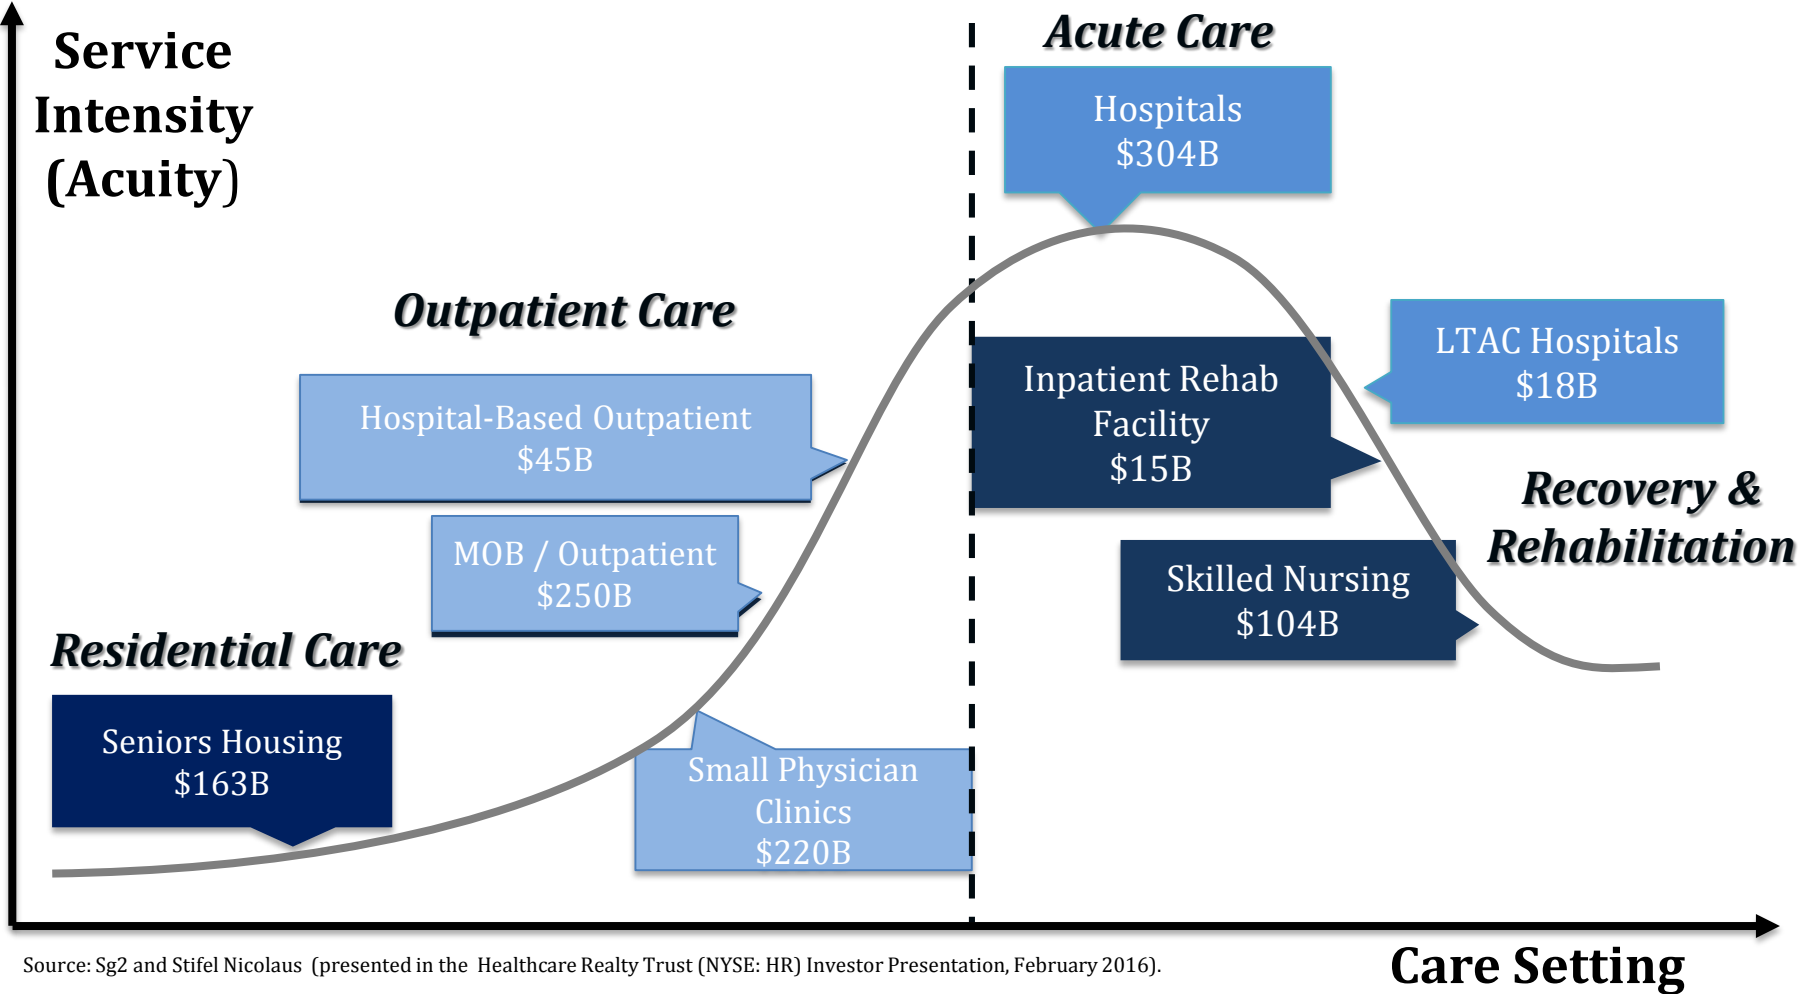 Service
Intensity
(Acuity)
Acute Care
Hospitals
$304B
Outpatient Care
Hospital-Based Outpatient
$45B
MOB / Outpatient
$250B
Residential Care
Seniors Housing
$163B
Small Physician
Clinics
$220B
Inpatient Rehab
Facility
$15B
LTAC Hospitals
$18B
Recovery &
Rehabilitation
Skilled Nursing
$104B
Care Setting
Source: Sg2 and Stifel Nicolaus (presented in the Healthcare Realty Trust (NYSE: HR) Investor Presentation, February 2016).